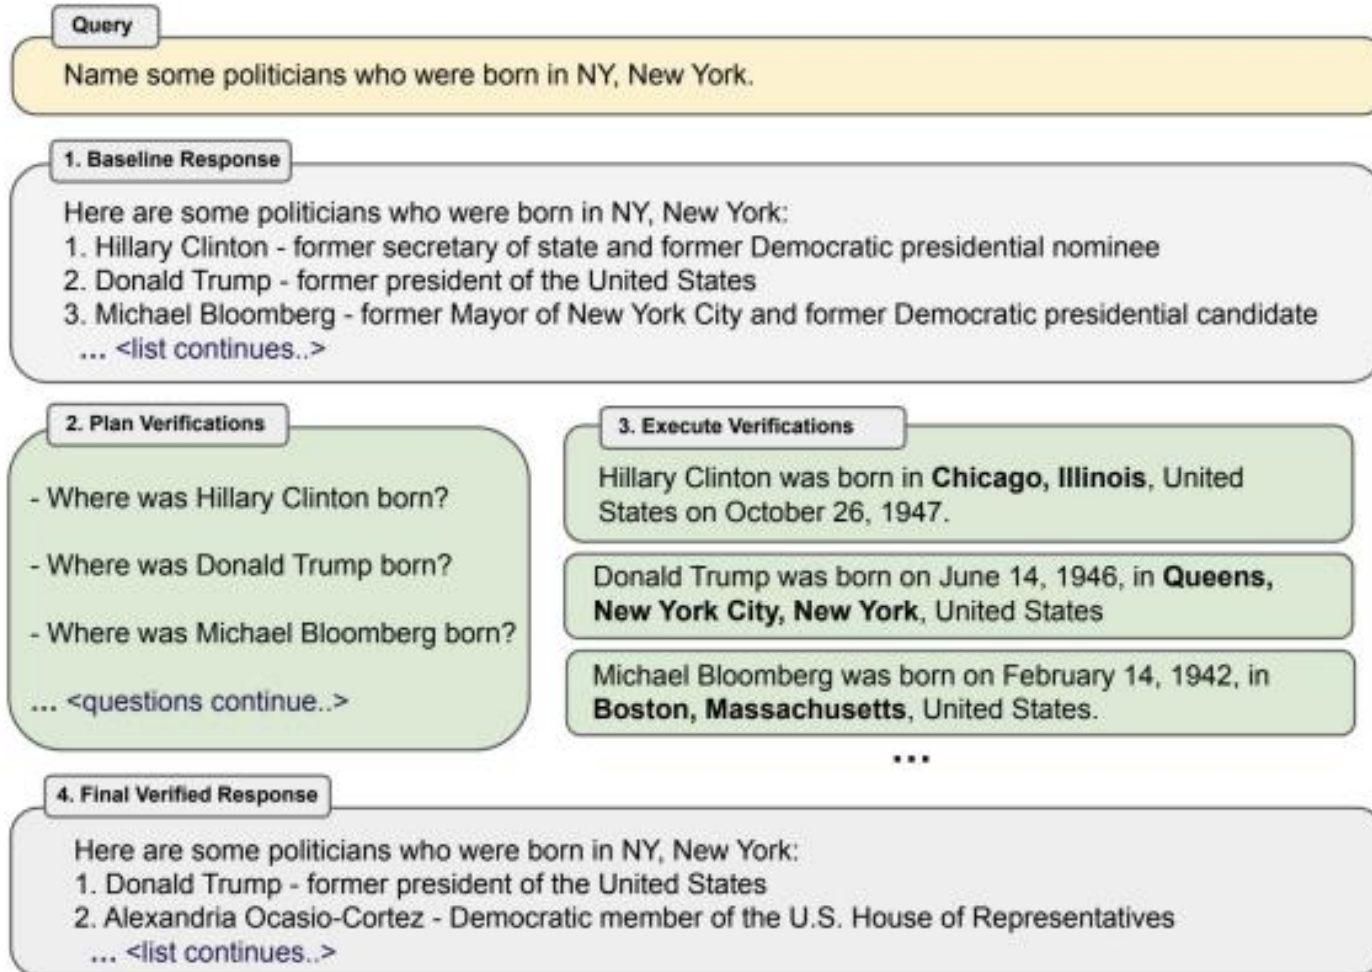 Query
Name some politicians who were born in NY, New York.
1. Baseline Response
Here are some politicians who were born in NY, New York:
1. Hillary Clinton - former secretary of state and former Democratic presidential nominee
2. Donald Trump - former president of the United States
3. Michael Bloomberg - former Mayor of New York City and former Democratic presidential candidate
... <list continues..>
2. Plan Verifications
- Where was Hillary Clinton born?
- Where was Donald Trump born?
- Where was Michael Bloomberg born?
... <questions continue..>
3. Execute Verifications
Hillary Clinton was born in Chicago, Illinois, United
States on October 26, 1947.
Donald Trump was born on June 14, 1946, in Queens,
New York City, New York, United States
Michael Bloomberg was born on February 14, 1942, in
Boston, Massachusetts, United States.
...
4. Final Verified Response
Here are some politicians who were born in NY, New York:
1. Donald Trump - former president of the United States
2. Alexandria Ocasio-Cortez - Democratic member of the U.S. House of Representatives
... <list continues..>